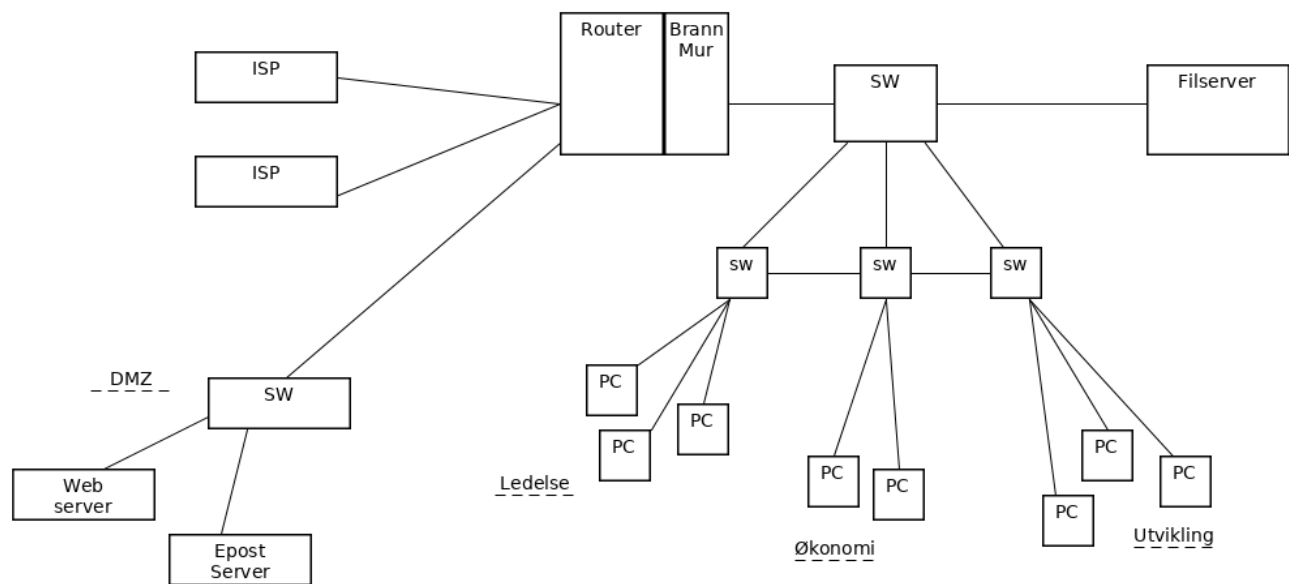 Router
Brann
Mur
ISP
SW
Filserver
ISP
sw
sw
sw
DMZ
SW
PC
PC
PC
Ledelse
PC
PC
Økonomi
PC
PC
PC
Utvikling
Web
server
Epost
Server